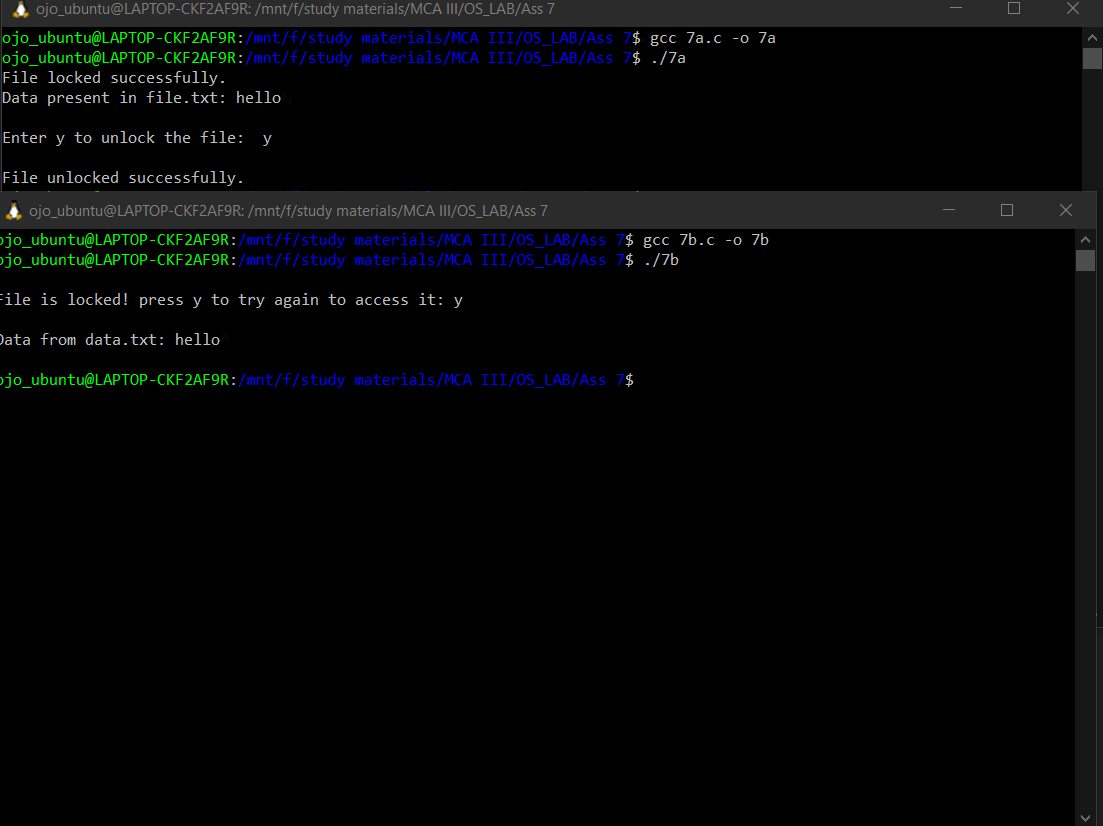 ojo_ubuntu@LAPTOP-CKF2AF9R: /mnt/f/study materials/MCA III/OS_LAB/Ass 7
ojo_ubuntu@LAPTOP-CKF2AF9R:/mnt/f/study materials/MCA III/OS_LAB/Ass 7$ gcc 7a.c -o 7a
ojo_ubuntu@LAPTOP-CKF2AF9R:/mnt/f/study materials/MCA III/OS_LAB/Ass 7$ ./7a
File locked successfully.
Data present in file.txt: hello
Enter y to unlock the file:  y
File unlocked successfully.
ojo_ubuntu@LAPTOP-CKF2AF9R: /mnt/f/study materials/MCA III/OS_LAB/Ass 7
ojo_ubuntu@LAPTOP-CKF2AF9R:/mnt/f/study materials/MCA III/OS_LAB/Ass 7$ gcc 7b.c -o 7b
ojo_ubuntu@LAPTOP-CKF2AF9R:/mnt/f/study materials/MCA III/OS_LAB/Ass 7$ ./7b
File is locked! press y to try again to access it: y
Data from data.txt: hello
ojo_ubuntu@LAPTOP-CKF2AF9R:/mnt/f/study materials/MCA III/OS_LAB/Ass 7$